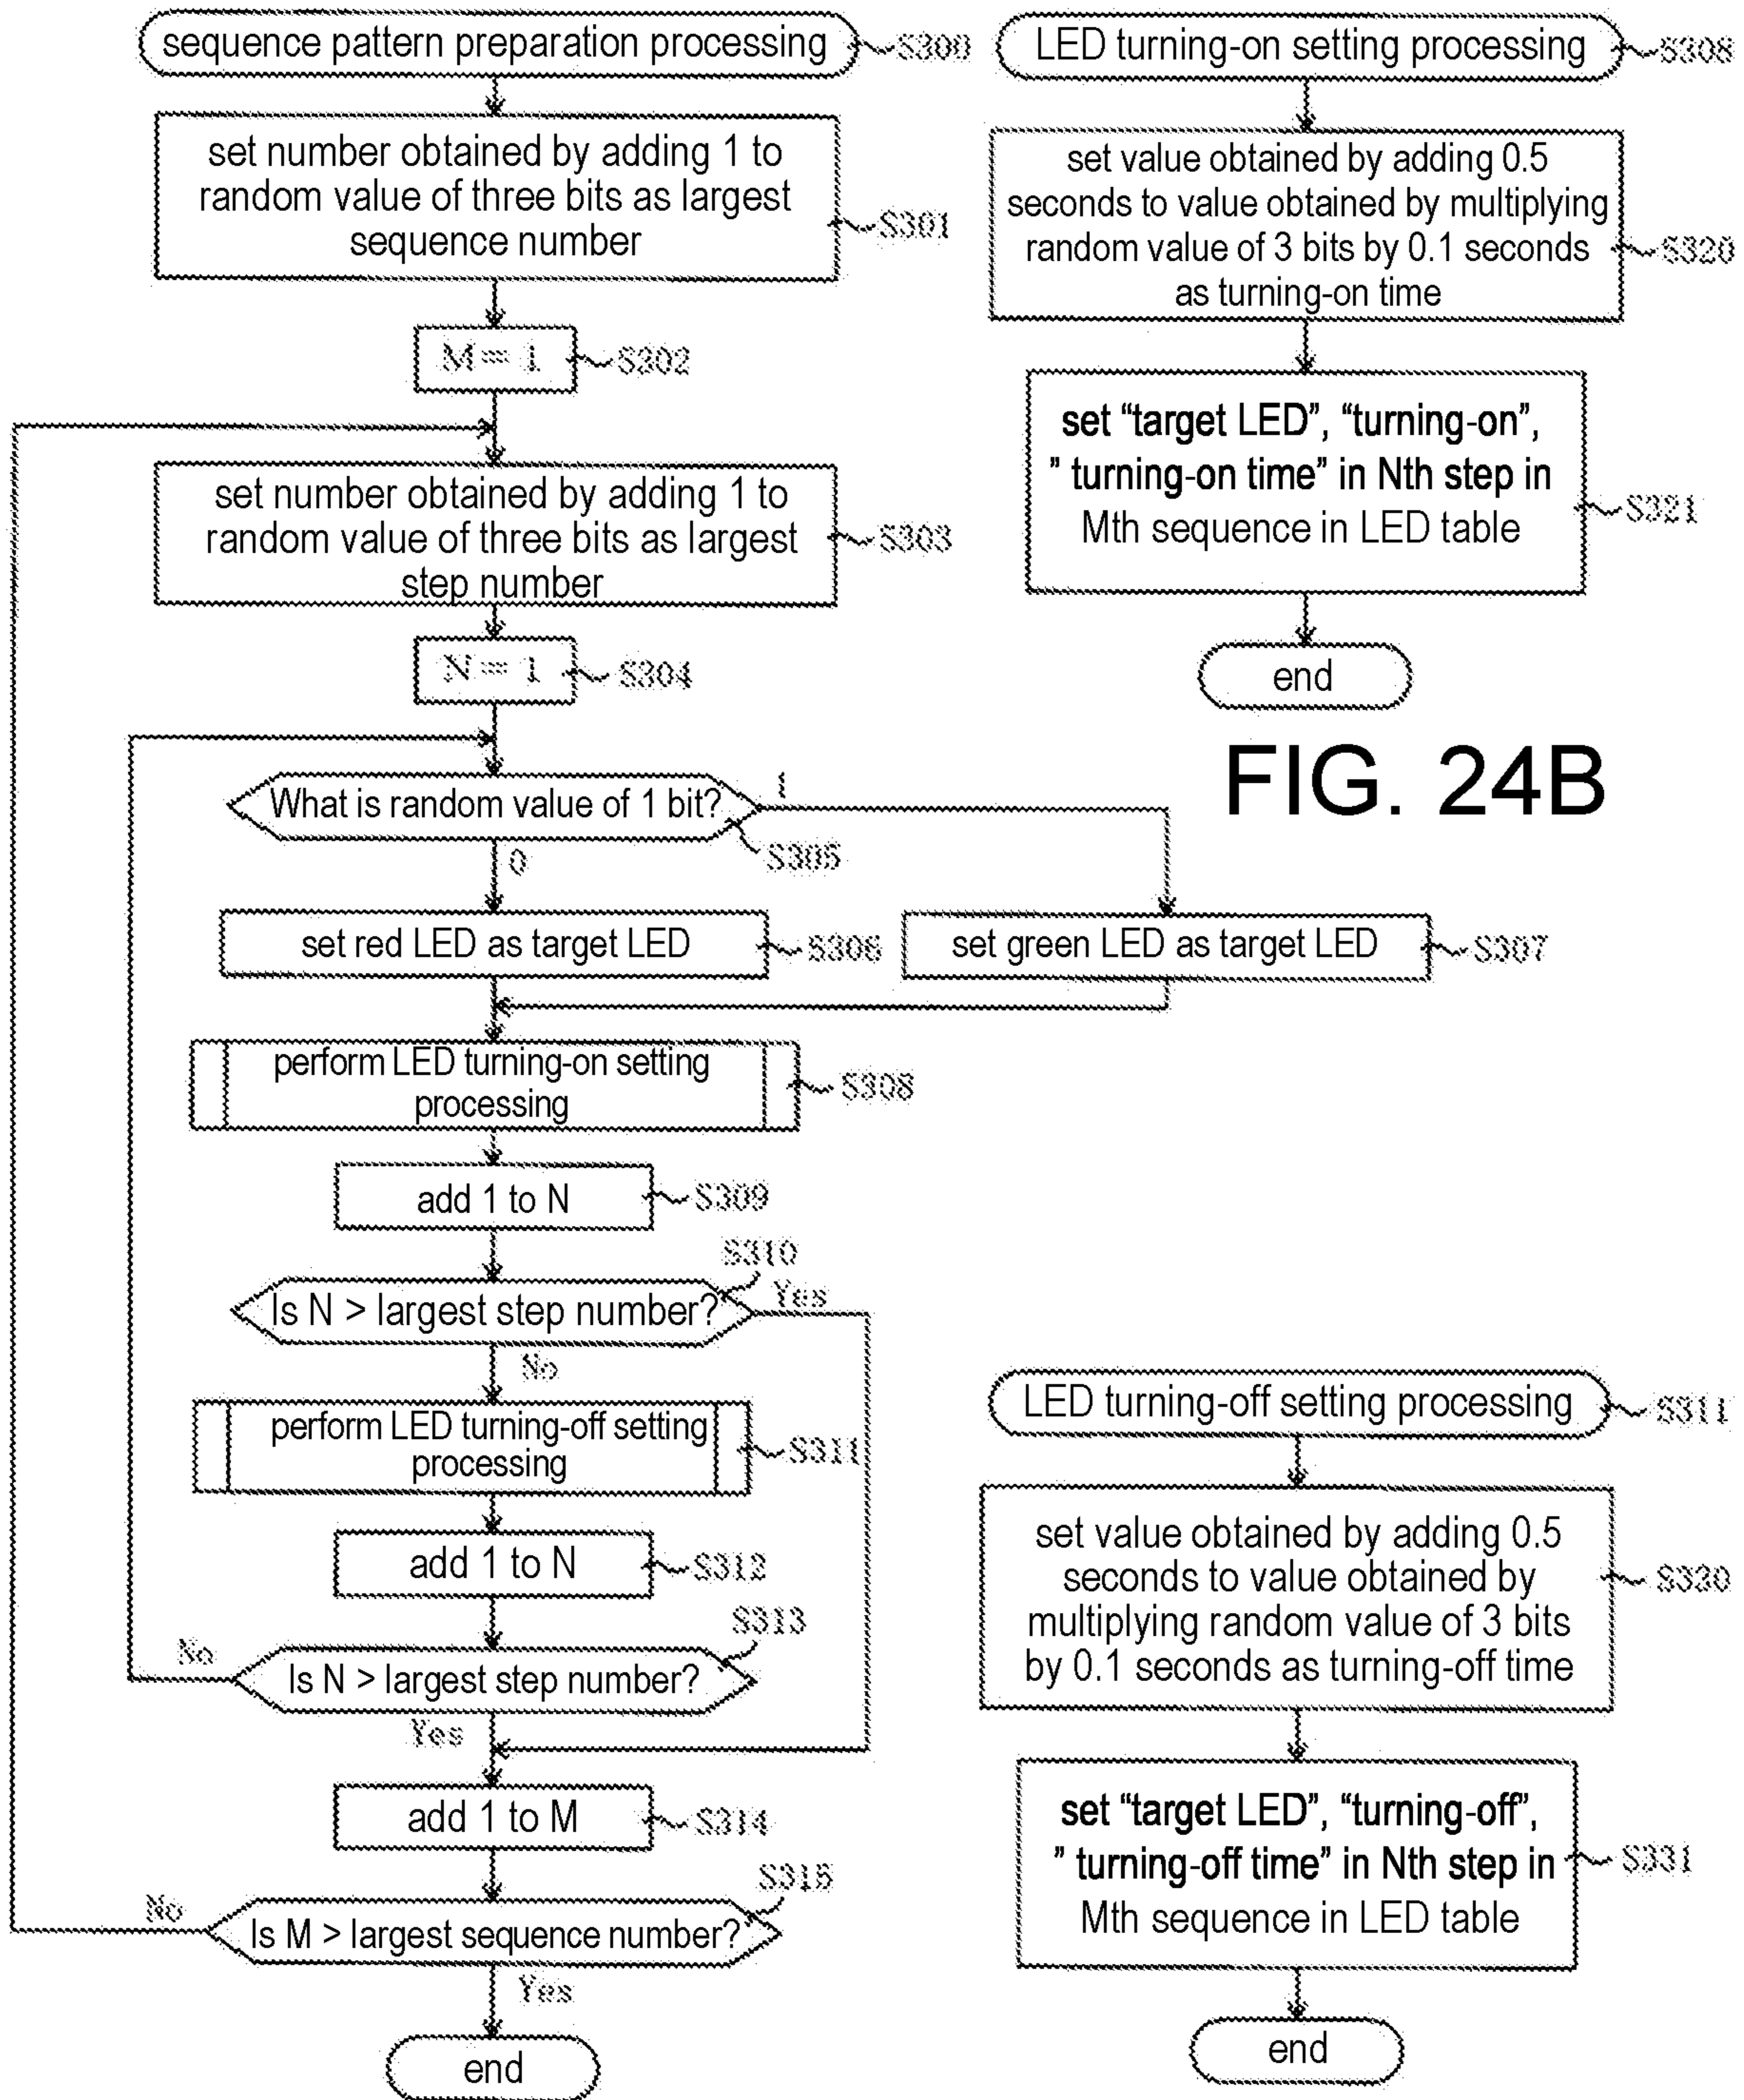 sequence pattern preparation processing
S300
set number obtained by adding 1 to
random value of three bits as largest
sequence number
S301
M = 1
S302
set number obtained by adding 1 to
random value of three bits as largest
step number
S303
N = 1
S304
What is random value of 1 bit?
1
S305
0
set red LED as target LED
S306
set green LED as target LED
S307
perform LED turning-on setting
processing
S308
add 1 to N
S309
S310
Is N > largest step number?
Yes
No
perform LED turning-off setting
processing
S311
add 1 to N
S312
S313
No
Is N > largest step number?
Yes
add 1 to M
S314
S315
No
Is M > largest sequence number?
Yes
end
LED turning-on setting processing
S308
set value obtained by adding 0.5
seconds to value obtained by multiplying
random value of 3 bits by 0.1 seconds
as turning-on time
S320
set “target LED”, “turning-on”,
” turning-on time” in Nth step in
Mth sequence in LED table
S321
end
FIG. 24B
LED turning-off setting processing
S311
set value obtained by adding 0.5
seconds to value obtained by
multiplying random value of 3 bits
by 0.1 seconds as turning-off time
S330
set “target LED”, “turning-off”,
” turning-off time” in Nth step in
Mth sequence in LED table
S331
end